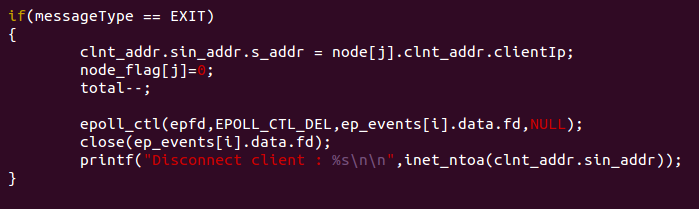 if(messageType == EXIT)
{
        clnt_addr.sin_addr.s_addr = node[j].clnt_addr.clientIp;
        node_flag[j]=0;
        total--;

        epoll_ctl(epfd,EPOLL_CTL_DEL,ep_events[i].data.fd,NULL);
        close(ep_events[i].data.fd);
        printf("Disconnect client : %s\n\n",inet_ntoa(clnt_addr.sin_addr));
}